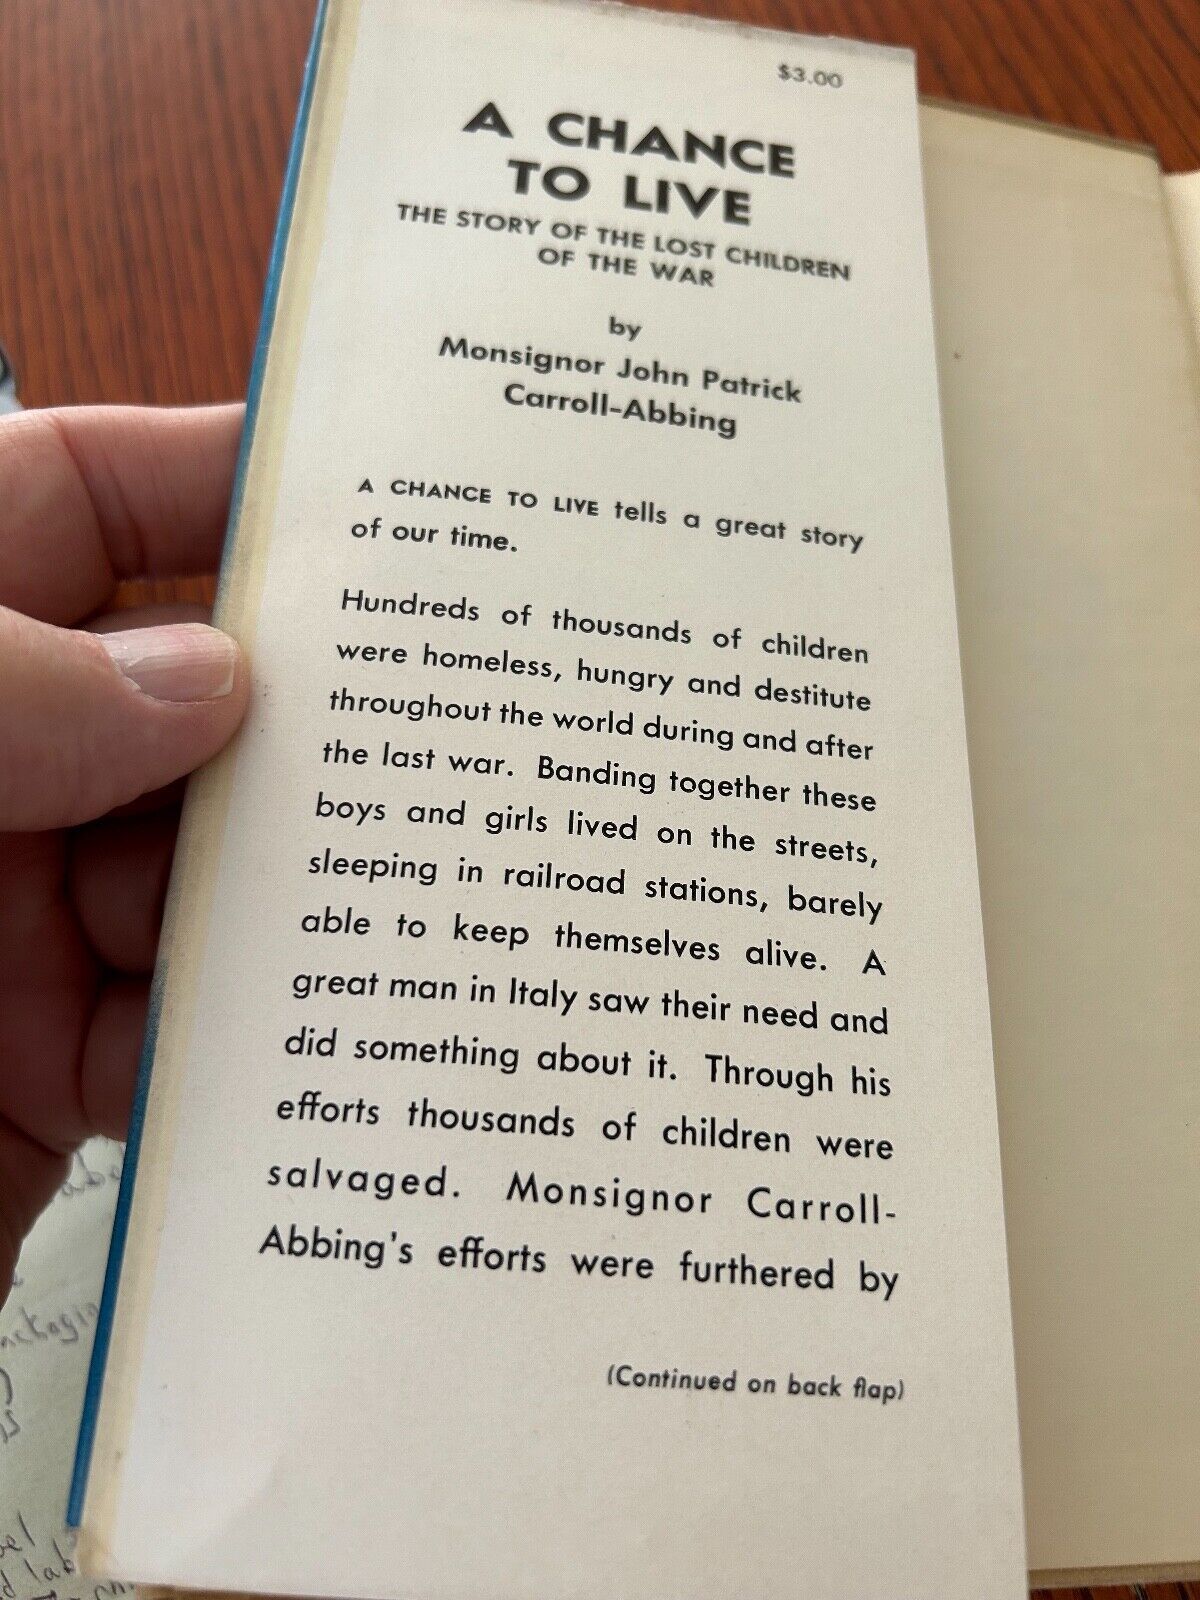 $3.00
A CHANCE
TO LIVE
THE STORY OF THE LOST CHILDREN
OF THE WAR
by
Monsignor John Patrick
Carroll-Abbing
A CHANCE TO LIVE tells a great story
of our time.
Hundreds of thousands of children
were homeless, hungry and destitute
throughout the world during and after
the last war. Banding together these
boys and girls lived on the streets,
sleeping in railroad stations, barely
able to keep themselves alive. A
great man in Italy saw their need and
did something about it. Through his
efforts thousands of children were
salvaged. Monsignor Carroll-
Abbing's efforts were furthered by
(Continued on back flap)